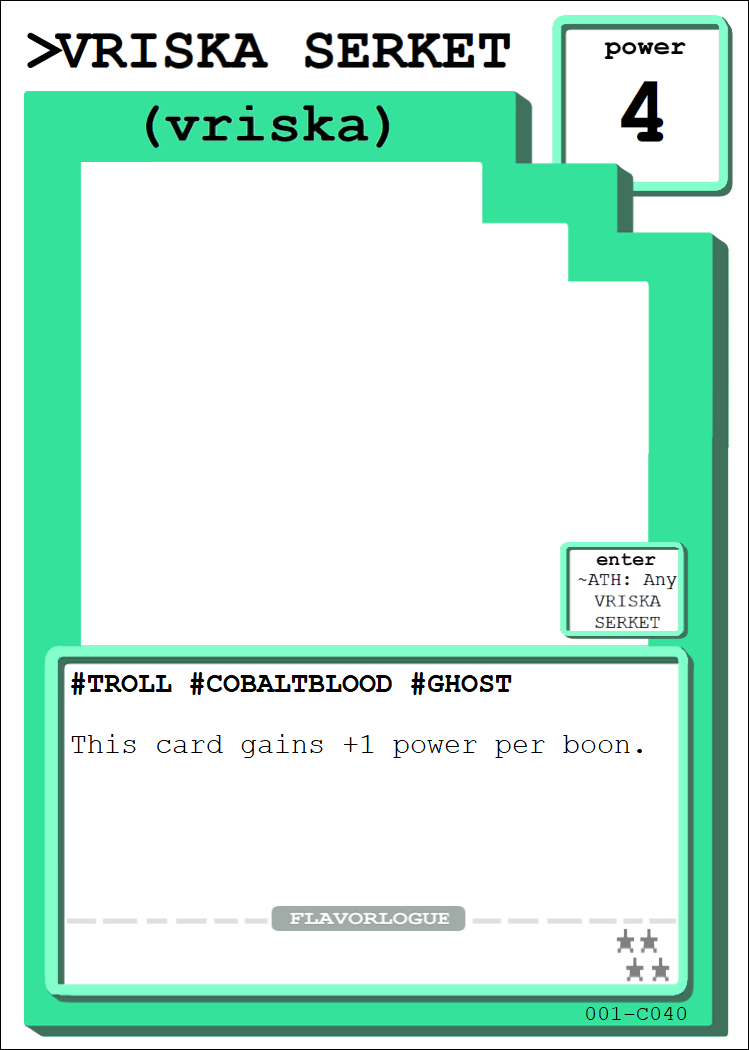 >VRISKA SERKET
power
4
(vriska)
enter
~ATH: Any
VRISKA
SERKET
#TROLL #COBALTBLOOD #GHOST
This card gains +1 power per boon.
FLAVORLOGUE
001-C040